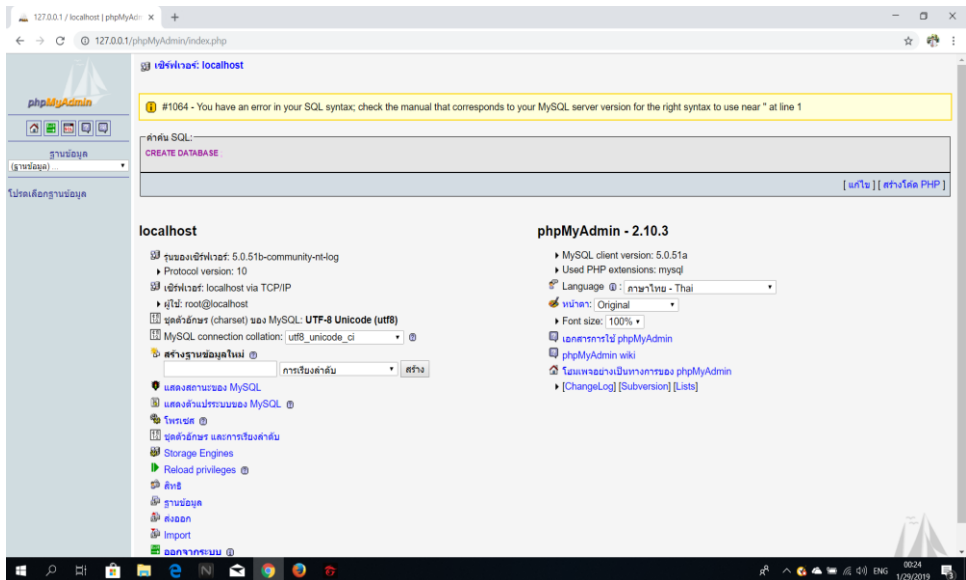 127.0.0.1 / localhost | phpMyAdm
127.0.0.1/phpMyAdmin/index.php
phpMyAdmin
ฐานข้อมูล
(ฐานข้อมูล) ...
โปรดเลือกฐานข้อมูล
เซิร์ฟเวอร์: localhost
#1064 - You have an error in your SQL syntax; check the manual that corresponds to your MySQL server version for the right syntax to use near '' at line 1
คำค้น SQL:
CREATE DATABASE ;
[ แก้ไข ] [ สร้างโค้ด PHP ]
localhost
รุ่นของเซิร์ฟเวอร์: 5.0.51b-community-nt-log
Protocol version: 10
เซิร์ฟเวอร์: localhost via TCP/IP
ผู้ใช้: root@localhost
ชุดตัวอักษร (charset) ของ MySQL: UTF-8 Unicode (utf8)
MySQL connection collation: utf8_unicode_ci
สร้างฐานข้อมูลใหม่
การเรียงลำดับ สร้าง
แสดงสถานะของ MySQL
แสดงตัวแปรระบบของ MySQL
โพรเซส
ชุดตัวอักษร และการเรียงลำดับ
Storage Engines
Reload privileges
สิทธิ
ฐานข้อมูล
ส่งออก
Import
ออกจากระบบ
phpMyAdmin - 2.10.3
MySQL client version: 5.0.51a
Used PHP extensions: mysql
Language : ภาษาไทย - Thai
หน้าตา: Original
Font size: 100%
เอกสารการใช้ phpMyAdmin
phpMyAdmin wiki
โฮมเพจอย่างเป็นทางการของ phpMyAdmin
[ChangeLog] [Subversion] [Lists]
ENG
00:24
1/29/2019